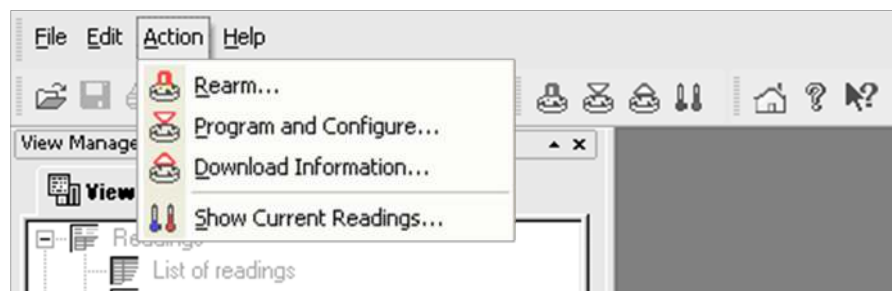 File Edit Action Help
Rearm...
Program and Configure...
Download Information...
Show Current Readings...
View Manage
View
Readings
List of readings